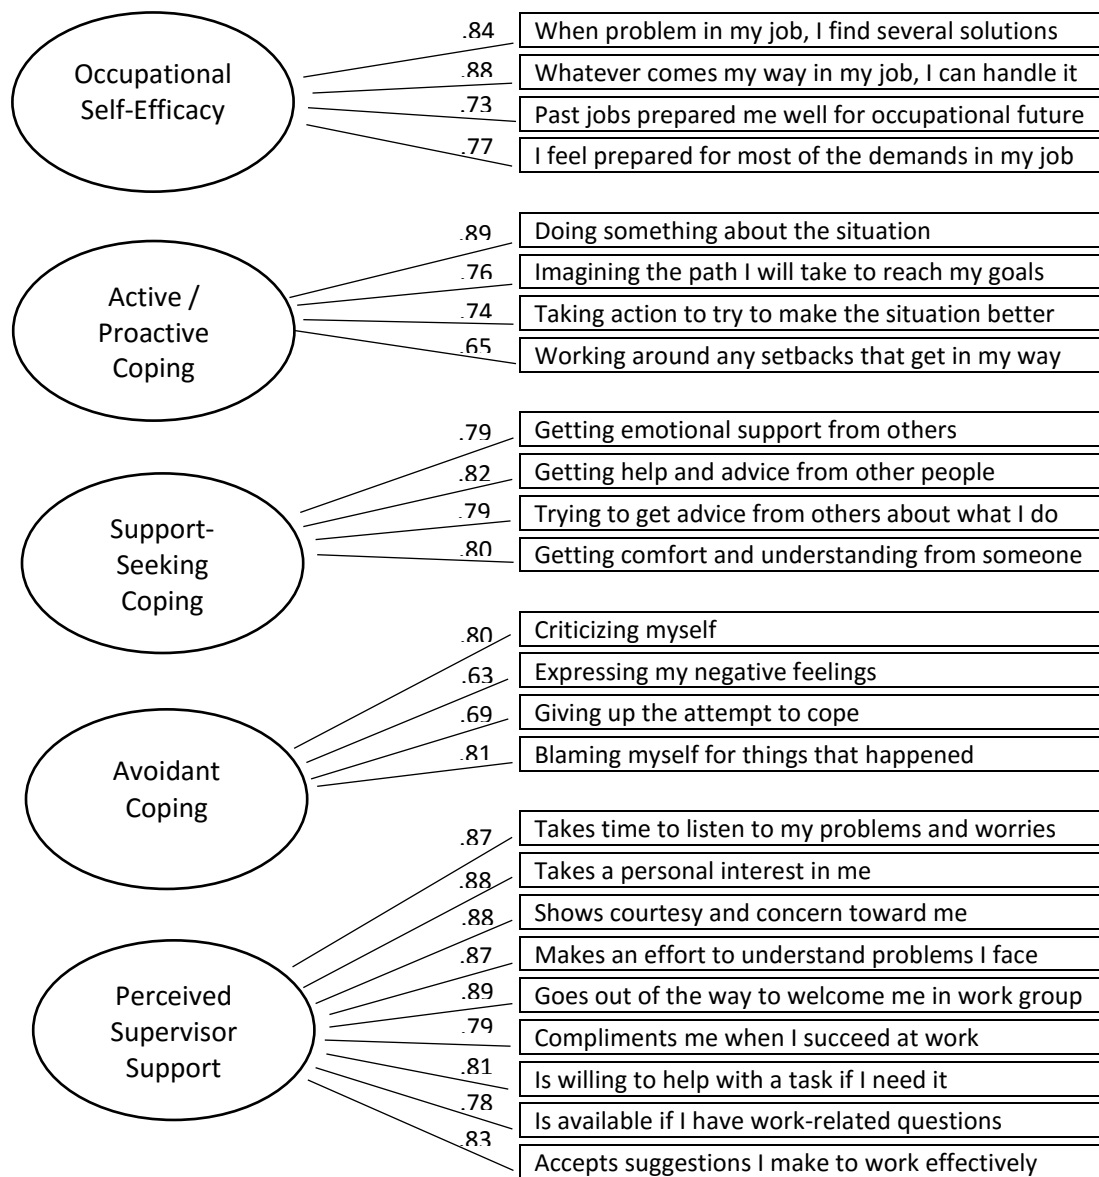 Occupational
Self-Efficacy
.84
When problem in my job, I find several solutions
.88
Whatever comes my way in my job, I can handle it
.73
Past jobs prepared me well for occupational future
.77
I feel prepared for most of the demands in my job
Active /
Proactive
Coping
.89
Doing something about the situation
.76
Imagining the path I will take to reach my goals
.74
Taking action to try to make the situation better
.65
Working around any setbacks that get in my way
Support-
Seeking
Coping
.79
Getting emotional support from others
.82
Getting help and advice from other people
.79
Trying to get advice from others about what I do
.80
Getting comfort and understanding from someone
Avoidant
Coping
.80
Criticizing myself
.63
Expressing my negative feelings
.69
Giving up the attempt to cope
.81
Blaming myself for things that happened
Perceived
Supervisor
Support
.87
Takes time to listen to my problems and worries
.88
Takes a personal interest in me
.88
Shows courtesy and concern toward me
.87
Makes an effort to understand problems I face
.89
Goes out of the way to welcome me in work group
.79
Compliments me when I succeed at work
.81
Is willing to help with a task if I need it
.78
Is available if I have work-related questions
.83
Accepts suggestions I make to work effectively